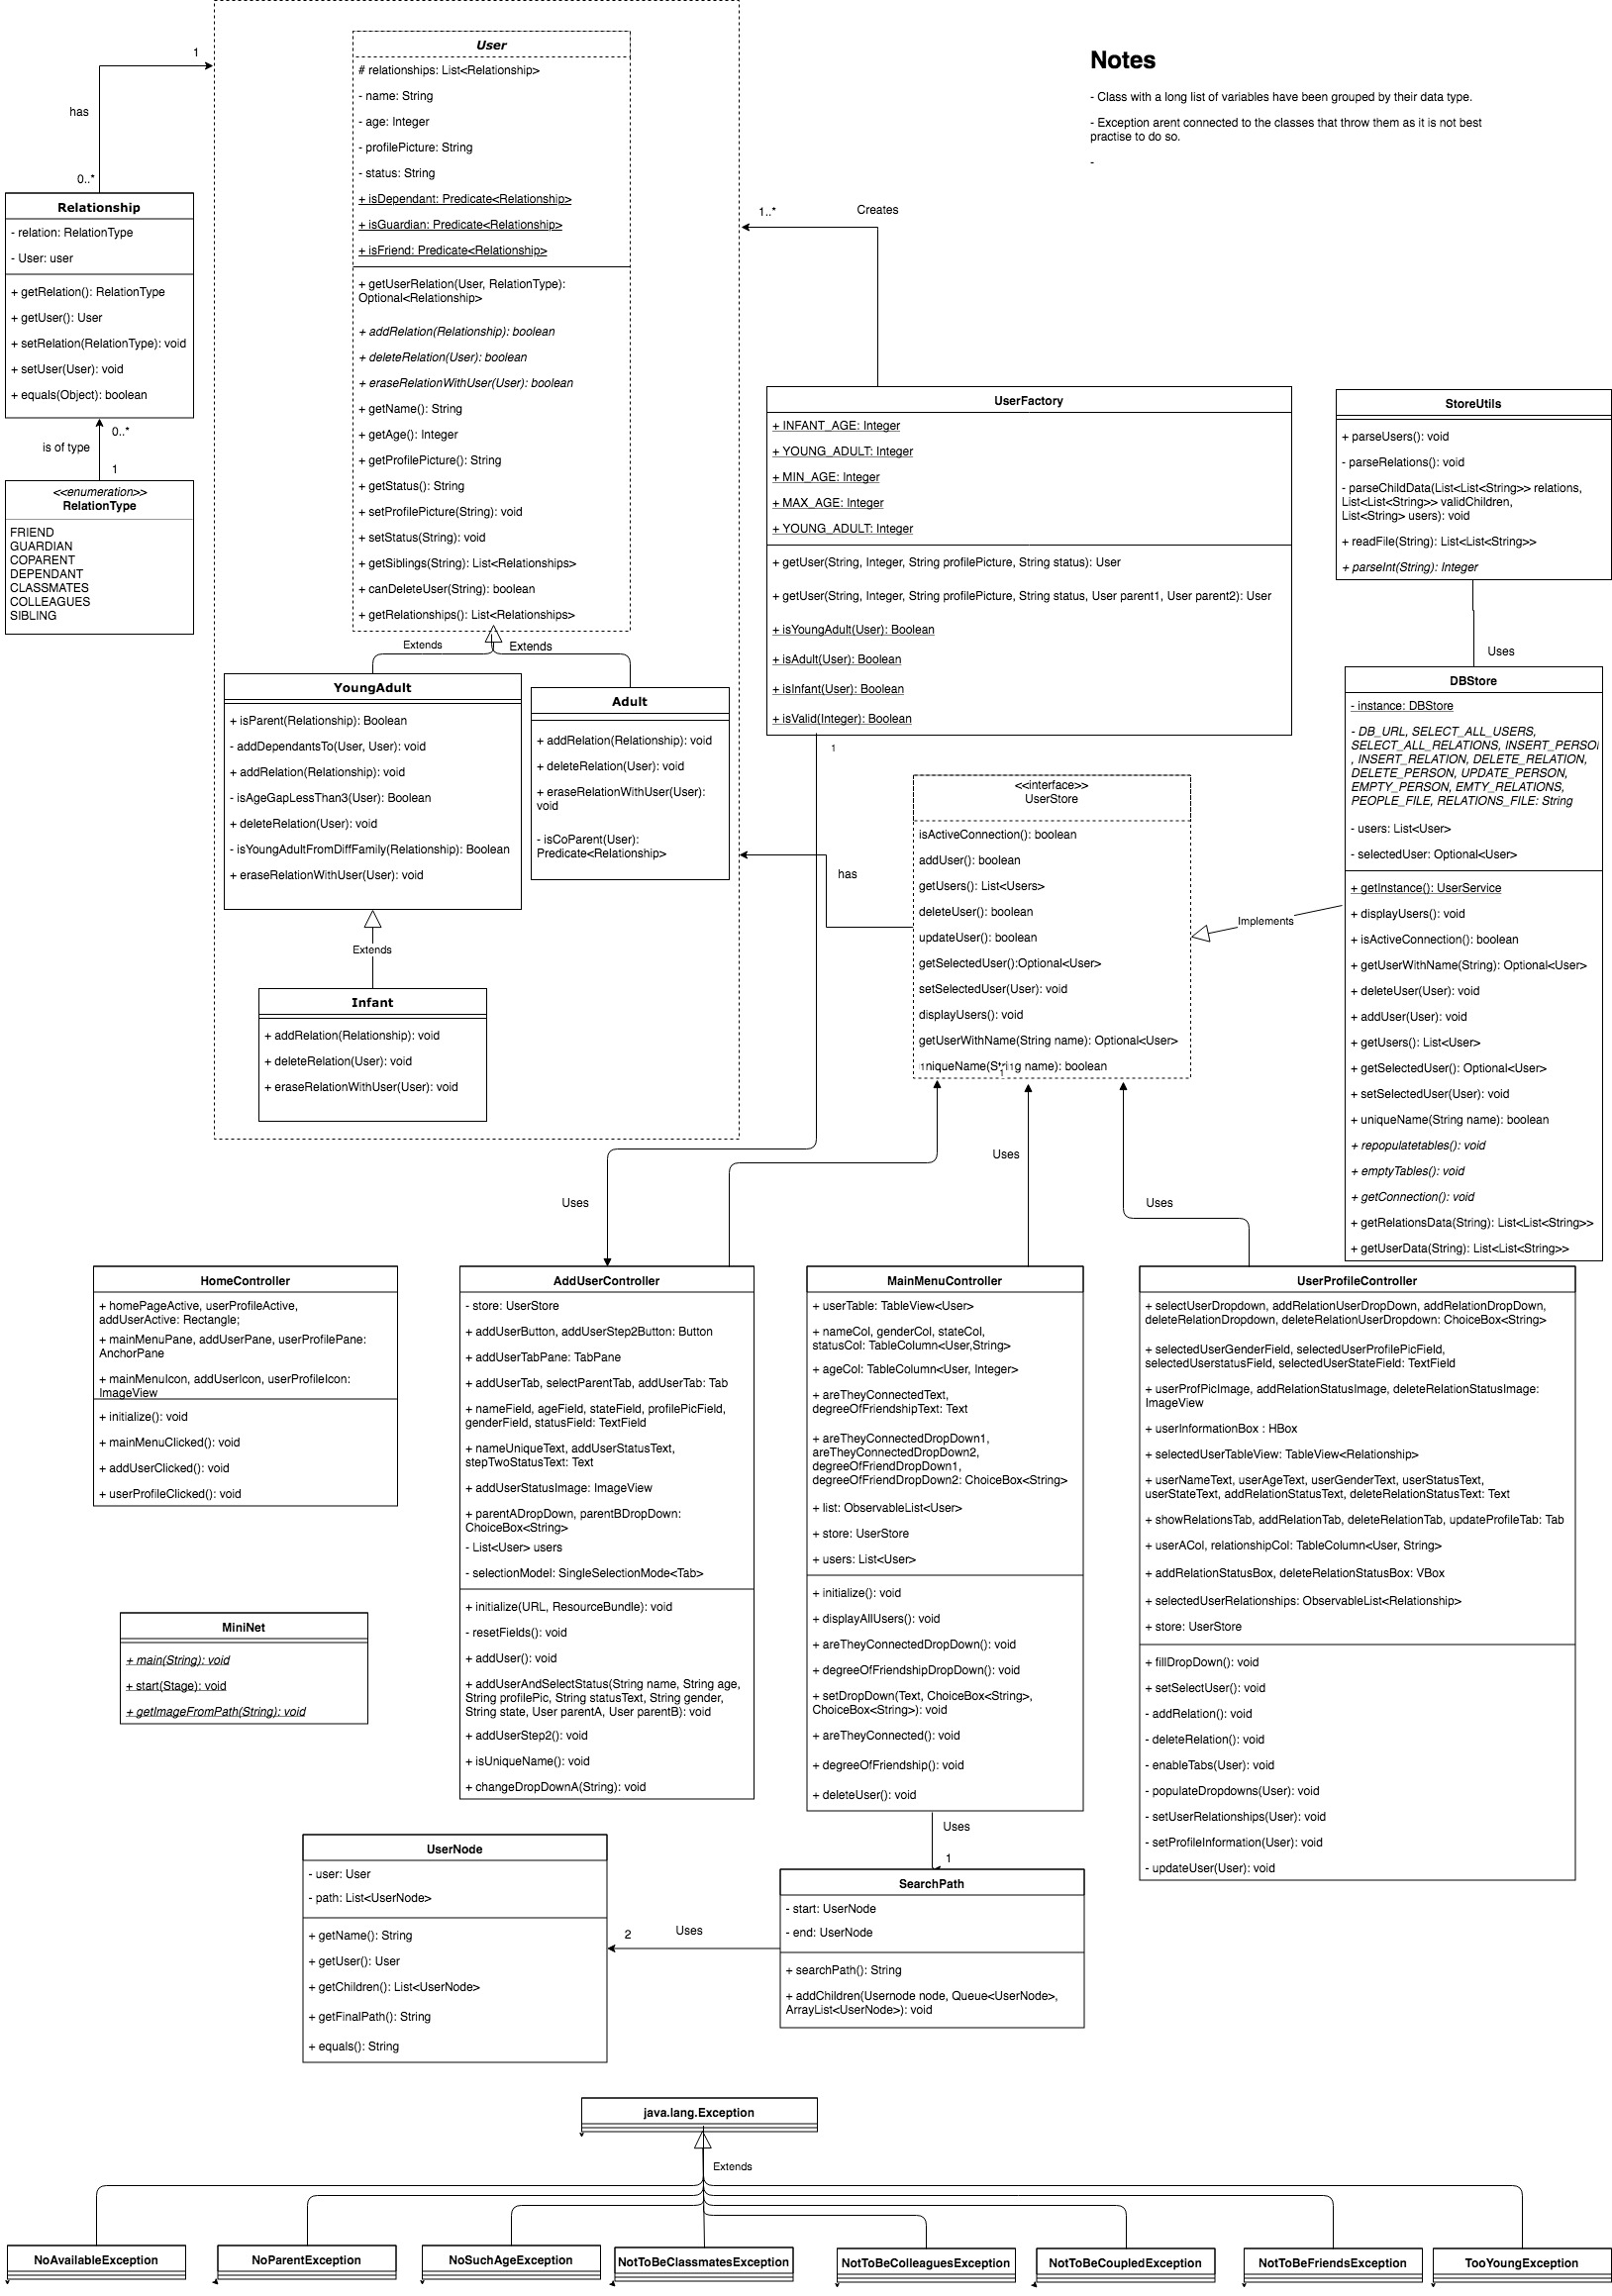 User
# relationships: List<Relationship>
- name: String
- age: Integer
- profilePicture: String
- status: String
+ isDependant: Predicate<Relationship>
+ isGuardian: Predicate<Relationship>
+ isFriend: Predicate<Relationship>
+ getUserRelation(User, RelationType):
Optional<Relationship>
+ addRelation(Relationship): boolean
+ deleteRelation(User): boolean
+ eraseRelationWithUser(User): boolean
+ getName(): String
+ getAge(): Integer
+ getProfilePicture(): String
+ getStatus(): String
+ setProfilePicture(String): void
+ setStatus(String): void
+ getSiblings(String): List<Relationships>
+ canDeleteUser(String): boolean
+ getRelationships(): List<Relationships>
Extends
Extends
Notes
- Class with a long list of variables have been grouped by their data type.
- Exception arent connected to the classes that throw them as it is not best
practise to do so.
-
1
has
0..*
Relationship
- relation: RelationType
- User: user
+ getRelation(): RelationType
+ getUser(): User
+ setRelation(RelationType): void
+ setUser(User): void
+ equals(Object): boolean
0..*
is of type
1
<<enumeration>>
RelationType
FRIEND
GUARDIAN
COPARENT
DEPENDANT
CLASSMATES
COLLEAGUES
SIBLING
1..*
Creates
UserFactory
+ INFANT_AGE: Integer
+ YOUNG_ADULT: Integer
+ MIN_AGE: Integer
+ MAX_AGE: Integer
+ YOUNG_ADULT: Integer
+ getUser(String, Integer, String profilePicture, String status): User
+ getUser(String, Integer, String profilePicture, String status, User parent1, User parent2): User
+ isYoungAdult(User): Boolean
+ isAdult(User): Boolean
+ isInfant(User): Boolean
+ isValid(Integer): Boolean
1
StoreUtils
+ parseUsers(): void
- parseRelations(): void
- parseChildData(List<List<String>> relations,
List<List<String>> validChildren,
List<String> users): void
+ readFile(String): List<List<String>>
+ parseInt(String): Integer
Uses
DBStore
- instance: DBStore
- DB_URL, SELECT_ALL_USERS,
SELECT_ALL_RELATIONS, INSERT_PERSO
, INSERT_RELATION, DELETE_RELATION,
DELETE_PERSON, UPDATE_PERSON,
EMPTY_PERSON, EMTY_RELATIONS,
PEOPLE_FILE, RELATIONS_FILE: String
- users: List<User>
- selectedUser: Optional<User>
+ getInstance(): UserService
+ displayUsers(): void
+ isActiveConnection(): boolean
+ getUserWithName(String): Optional<User>
+ deleteUser(User): void
+ addUser(User): void
+ getUsers(): List<User>
+ getSelectedUser(): Optional<User>
+ setSelectedUser(User): void
+ uniqueName(String name): boolean
+ repopulatetables(): void
+ emptyTables(): void
+ getConnection(): void
+ getRelationsData(String): List<List<String>>
+ getUserData(String): List<List<String>>
Implements
YoungAdult
+ isParent(Relationship): Boolean
- addDependantsTo(User, User): void
+ addRelation(Relationship): void
- isAgeGapLessThan3(User): Boolean
+ deleteRelation(User): void
- isYoungAdultFromDiffFamily(Relationship): Boolean
+ eraseRelationWithUser(User): void
Extends
Adult
+ addRelation(Relationship): void
+ deleteRelation(User): void
+ eraseRelationWithUser(User):
void
- isCoParent(User):
Predicate<Relationship>
Infant
+ addRelation(Relationship): void
+ deleteRelation(User): void
+ eraseRelationWithUser(User): void
has
<<interface>>
UserStore
isActiveConnection(): boolean
addUser(): boolean
getUsers(): List<Users>
deleteUser(): boolean
updateUser(): boolean
getSelectedUser():Optional<User>
setSelectedUser(User): void
displayUsers(): void
getUserWithName(String name): Optional<User>
name): boolean
Uses
Uses
Uses
HomeController
+ homePageActive, userProfileActive,
addUserActive: Rectangle;
+ mainMenuPane, addUserPane, userProfilePane:
AnchorPane
+ mainMenuIcon, addUserIcon, userProfileIcon:
ImageView
+ initialize(): void
+ mainMenuClicked(): void
+ addUserClicked(): void
+ userProfileClicked(): void
AddUserController
- store: UserStore
+ addUserButton, addUserStep2Button: Button
+ addUserTabPane: TabPane
+ addUserTab, selectParentTab, addUserTab: Tab
+ nameField, ageField, stateField, profilePicField,
genderField, statusField: TextField
+ nameUniqueText, addUserStatusText,
stepTwoStatusText: Text
+ addUserStatusImage: ImageView
+ parentADropDown, parentBDropDown:
ChoiceBox<String>
- List<User> users
- selectionModel: SingleSelectionMode<Tab>
+ initialize(URL, ResourceBundle): void
- resetFields(): void
+ addUser(): void
+ addUserAndSelectStatus(String name, String age,
String profilePic, String statusText, String gender,
String state, User parentA, User parentB): void
+ addUserStep2(): void
+ isUniqueName(): void
+ changeDropDownA(String): void
MainMenuController
+ userTable: TableView<User>
+ nameCol, genderCol, stateCol,
statusCol: TableColumn<User,String>
+ ageCol: TableColumn<User, Integer>
+ areTheyConnectedText,
degreeOfFriendshipText: Text
+ areTheyConnectedDropDown1,
areTheyConnectedDropDown2,
degreeOfFriendDropDown1,
degreeOfFriendDropDown2: ChoiceBox<String>
+ list: ObservableList<User>
+ store: UserStore
+ users: List<User>
+ initialize(): void
+ displayAllUsers(): void
+ areTheyConnectedDropDown(): void
+ degreeOfFriendshipDropDown(): void
+ setDropDown(Text, ChoiceBox<String>,
ChoiceBox<String>): void
+ areTheyConnected(): void
+ degreeOfFriendship(): void
+ deleteUser(): void
UserProfileController
+ selectUserDropdown, addRelationUserDropDown, addRelationDropDown,
deleteRelationDropdown, deleteRelationUserDropdown: ChoiceBox<String>
+ selectedUserGenderField, selectedUserProfilePicField,
selectedUserstatusField, selectedUserStateField: TextField
+ userProfPicImage, addRelationStatusImage, deleteRelationStatusImage:
ImageView
+ userInformationBox : HBox
+ selectedUserTableView: TableView<Relationship>
+ userNameText, userAgeText, userGenderText, userStatusText,
userStateText, addRelationStatusText, deleteRelationStatusText: Text
+ showRelationsTab, addRelationTab, deleteRelationTab, updateProfileTab: Tab
+ userACol, relationshipCol: TableColumn<User, String>
+ addRelationStatusBox, deleteRelationStatusBox: VBox
+ selectedUserRelationships: ObservableList<Relationship>
+ store: UserStore
+ fillDropDown(): void
+ setSelectUser(): void
- addRelation(): void
- deleteRelation(): void
- enableTabs(User): void
- populateDropdowns(User): void
- setUserRelationships(User): void
- setProfileInformation(User): void
- updateUser(User): void
MiniNet
+ main(String): void
+ start(Stage): void
+ getImageFromPath(String): void
Uses
1
UserNode
- user: User
- path: List<UserNode>
+ getName(): String
+ getUser(): User
+ getChildren(): List<UserNode>
+ getFinalPath(): String
+ equals(): String
2
Uses
SearchPath
- start: UserNode
- end: UserNode
+ searchPath(): String
+ addChildren(Usernode node, Queue<UserNode>,
ArrayList<UserNode>): void
java.lang.Exception
Extends
NoAvailableException
NoParentException
NoSuchAgeException
NotToBeClassmatesException
NotToBeColleaguesException
NotToBeCoupledException
NotToBeFriendsException
TooYoungException